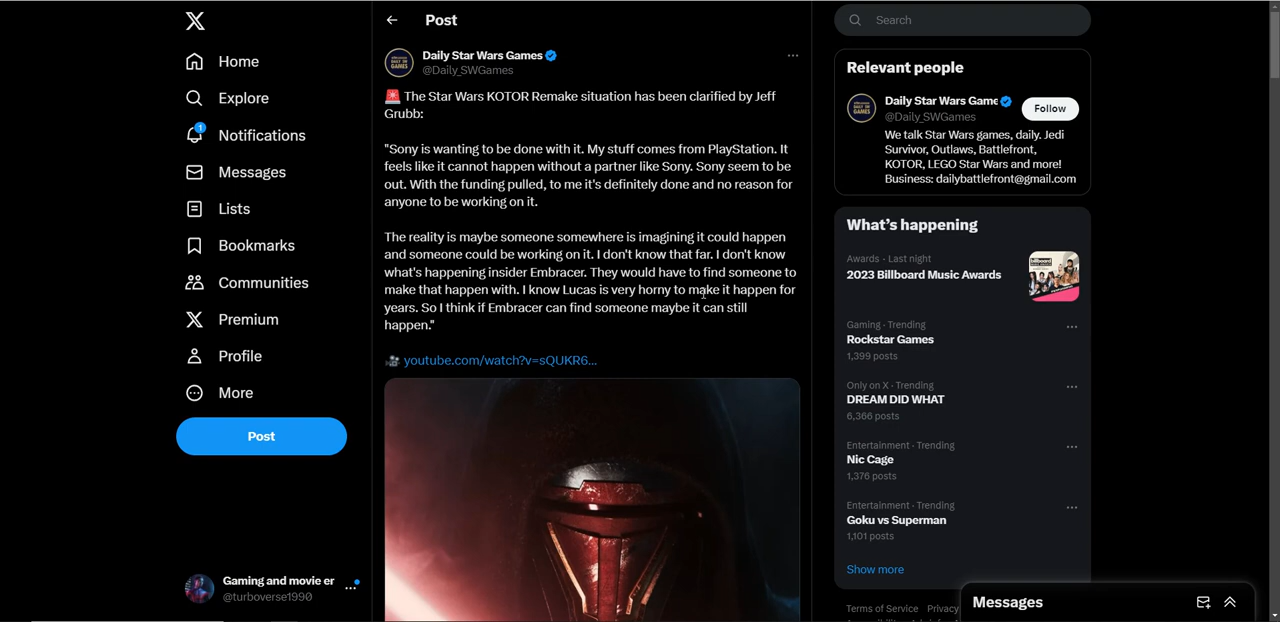 Home
Explore
1
Notifications
Messages
Lists
Bookmarks
Communities
Premium
Profile
More
Post
Gaming and movie er
@turboverse1990
Post
Daily Star Wars Games
@Daily_SWGames
The Star Wars KOTOR Remake situation has been clarified by Jeff
Grubb:
"Sony is wanting to be done with it. My stuff comes from PlayStation. It
feels like it cannot happen without a partner like Sony. Sony seem to be
out. With the funding pulled, to me it's definitely done and no reason for
anyone to be working on it.
The reality is maybe someone somewhere is imagining it could happen
and someone could be working on it. I don't know that far. I don't know
what's happening insider Embracer. They would have to find someone to
make that happen with. I know Lucas is very horny to make it happen for
years. So I think if Embracer can find someone maybe it can still
happen."
youtube.com/watch?v=sQUKR6...
Search
Relevant people
Daily Star Wars Game
@Daily_SWGames
Follow
We talk Star Wars games, daily. Jedi
Survivor, Outlaws, Battlefront,
KOTOR, LEGO Star Wars and more!
Business: dailybattlefront@gmail.com
What's happening
Awards · Last night
2023 Billboard Music Awards
Gaming · Trending
Rockstar Games
1,399 posts
Only on X · Trending
DREAM DID WHAT
6,366 posts
Entertainment · Trending
Nic Cage
1,376 posts
Entertainment · Trending
Goku vs Superman
1,101 posts
Show more
Terms of Service Privacy
Messages